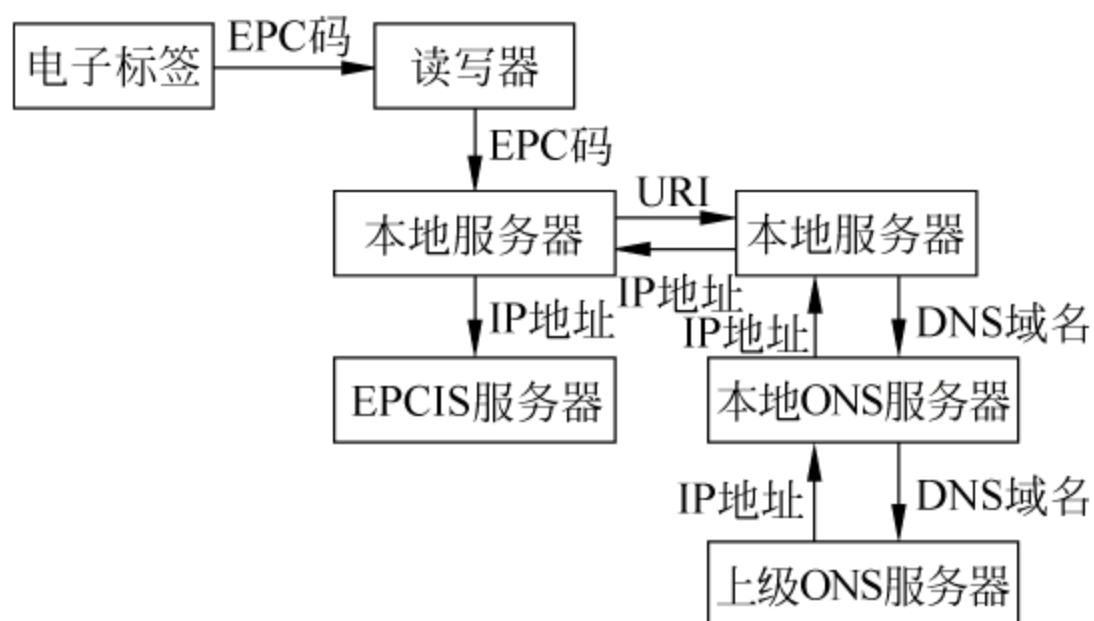 EPC码
电子标签
读写器
EPC码
URI
本地服务器
本地服务器
IP地址
IP地址
IP地址
DNS域名
EPCIS服务器
本地ONS服务器
IP地址
DNS域名
上级ONS服务器